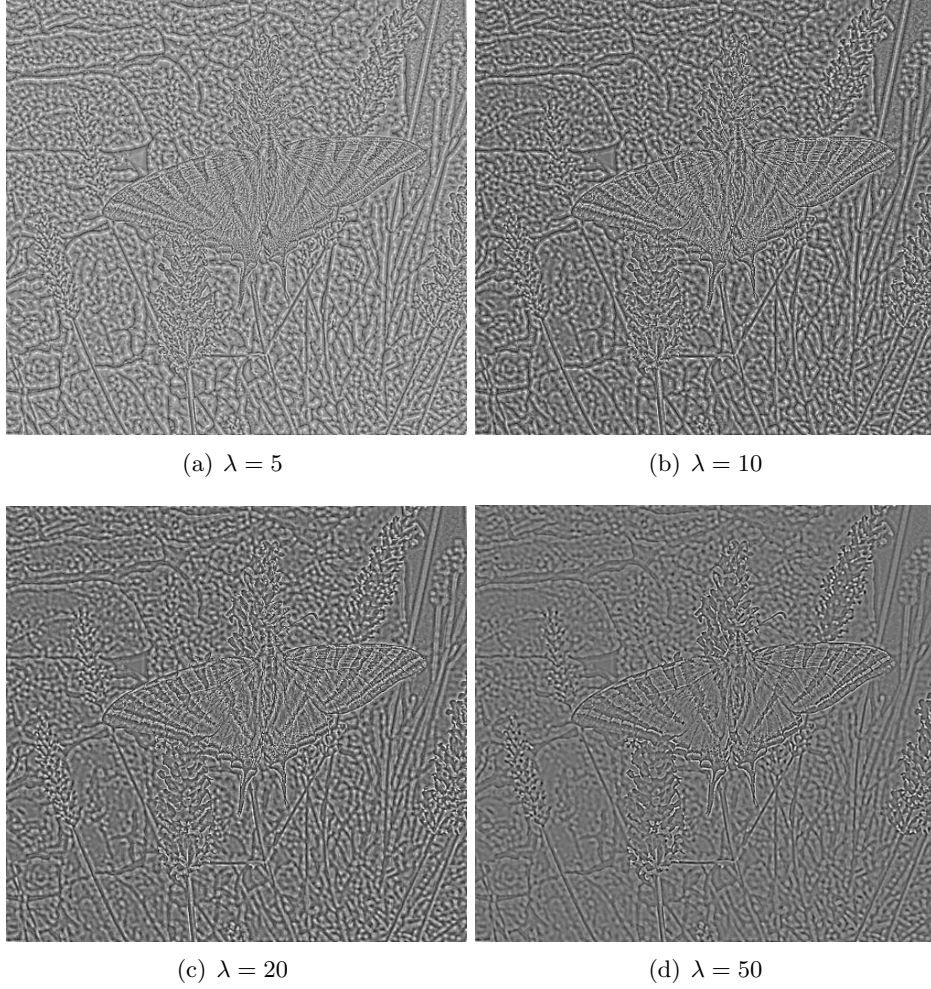 (a) λ = 5
(b) λ = 10
(c) λ = 20
(d) λ = 50